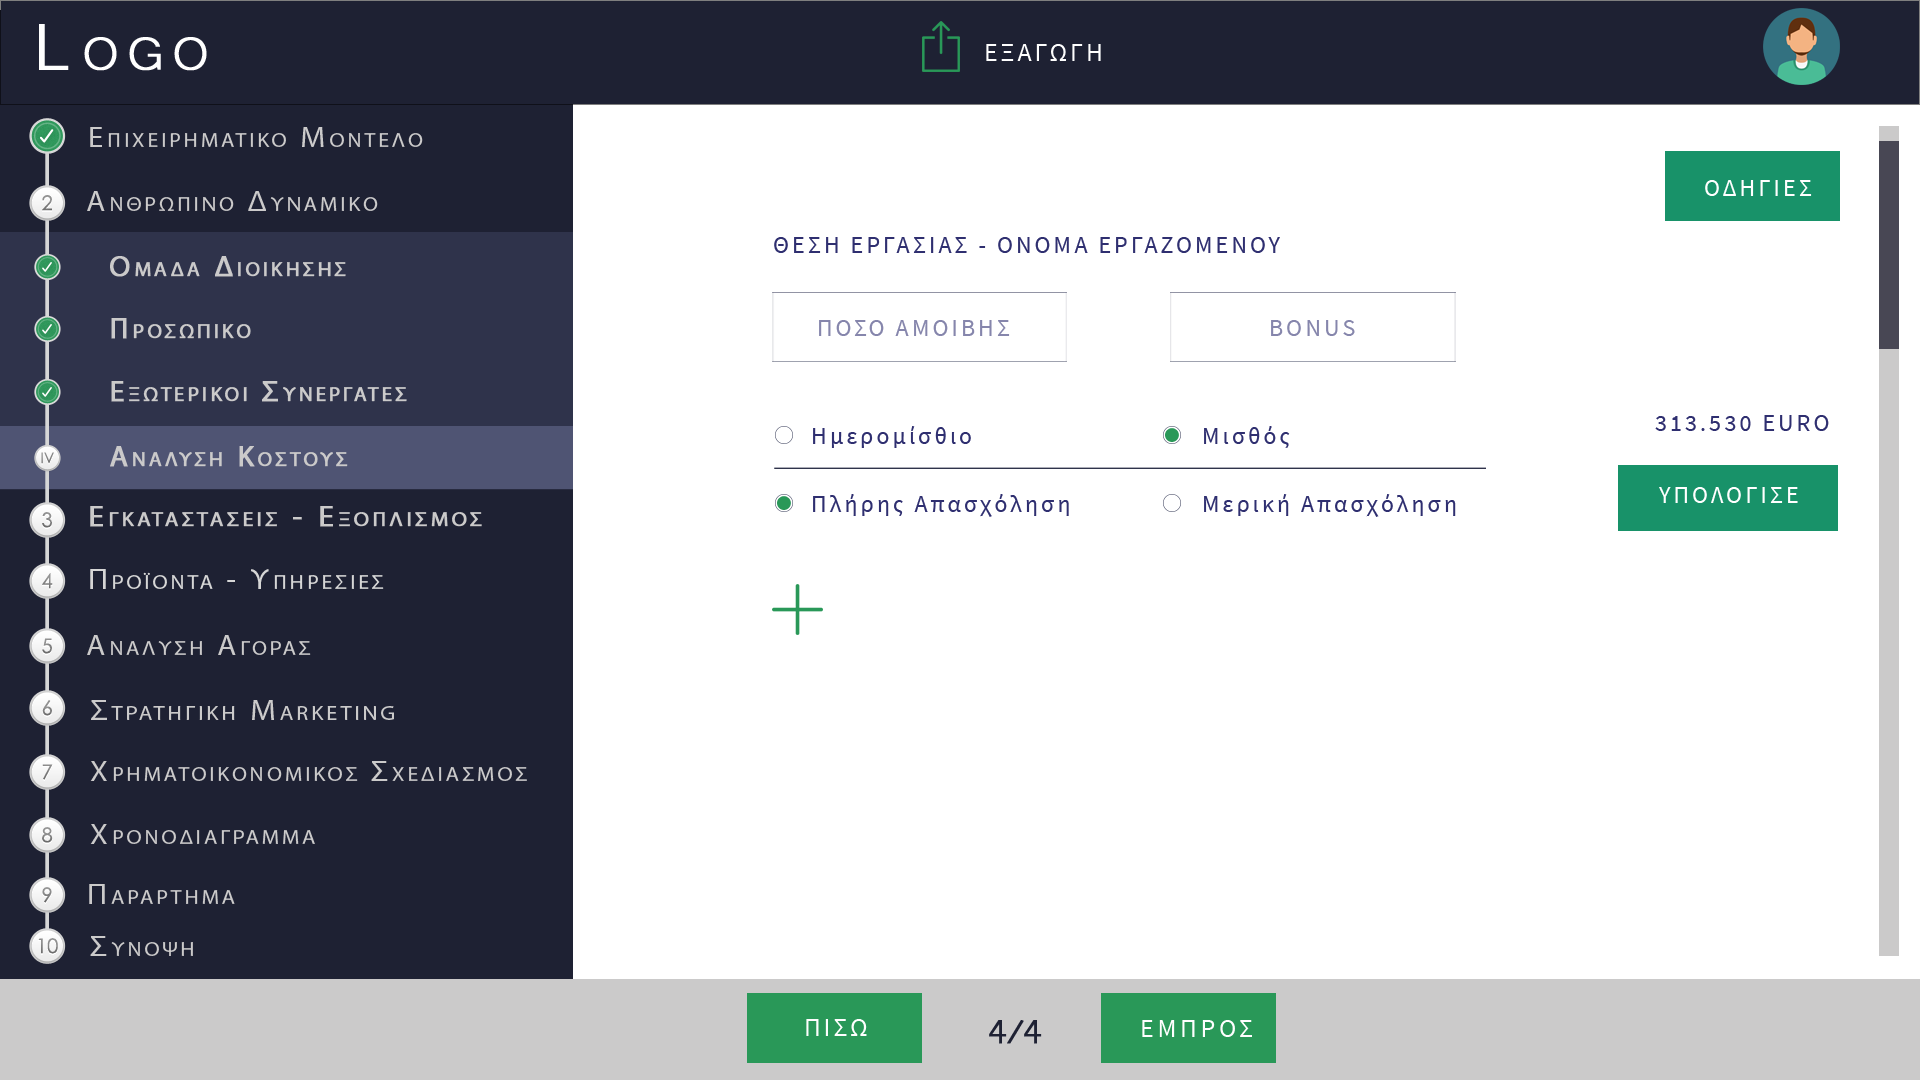 Logo
ΕΞΑΓΩΓΗ
Επιχειρηματικο Μοντελο
2 Ανθρωπινο Δυναμικο
Ομαδα Διοικησης
Προσωπικο
Εξωτερικοι Συνεργατες
IV Αναλυση Κοστους
3 Εγκαταστασεις - Εξοπλισμος
4 Προϊοντα - Υπηρεσιες
5 Αναλυση Αγορας
6 Στρατηγικη Marketing
7 Χρηματοικονομικος Σχεδιασμος
8 Χρονοδιαγραμμα
9 Παραρτημα
10 Συνοψη
ΟΔΗΓΙΕΣ
ΘΕΣΗ ΕΡΓΑΣΙΑΣ - ΟΝΟΜΑ ΕΡΓΑΖΟΜΕΝΟΥ
ΠΟΣΟ ΑΜΟΙΒΗΣ
BONUS
Ημερομίσθιο
Μισθός
313.530 EURO
Πλήρης Απασχόληση
Μερική Απασχόληση
ΥΠΟΛΟΓΙΣΕ
ΠΙΣΩ
4/4
ΕΜΠΡΟΣ